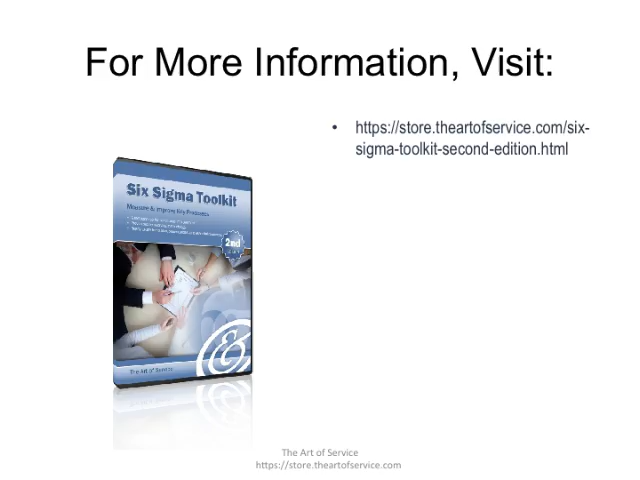 For More Information, Visit:
• https://store.theartofservice.com/six-
sigma-toolkit-second-edition.html
Six Sigma Toolkit
Measure & Improve Key Processes
2nd
The Art of Service
The Art of Service
https://store.theartofservice.com